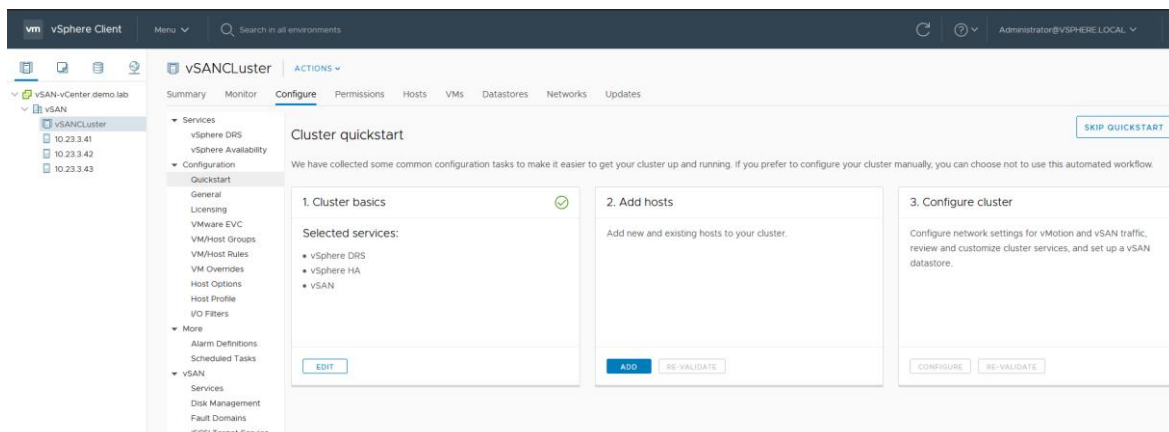 vm vSphere Client Menu Search in all environments Administrator@VSPHERE.LOCAL
vSAN-vCenter.demo.lab
vSAN
vSANCLuster
10.23.3.41
10.23.3.42
10.23.3.43
vSANCLuster ACTIONS
Summary Monitor Configure Permissions Hosts VMs Datastores Networks Updates
Services
vSphere DRS
vSphere Availability
Configuration
Quickstart
General
Licensing
VMware EVC
VM/Host Groups
VM/Host Rules
VM Overrides
Host Options
Host Profile
I/O Filters
More
Alarm Definitions
Scheduled Tasks
vSAN
Services
Disk Management
Fault Domains
Cluster quickstart
SKIP QUICKSTART
We have collected some common configuration tasks to make it easier to get your cluster up and running. If you prefer to configure your cluster manually, you can choose not to use this automated workflow.
1. Cluster basics
Selected services:
• vSphere DRS
• vSphere HA
• vSAN
EDIT
2. Add hosts
Add new and existing hosts to your cluster.
ADD RE-VALIDATE
3. Configure cluster
Configure network settings for vMotion and vSAN traffic,
review and customize cluster services, and set up a vSAN
datastore.
CONFIGURE RE-VALIDATE